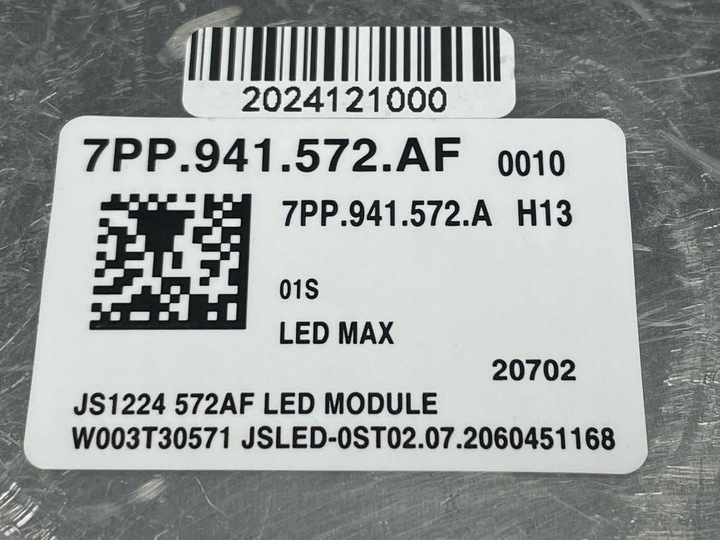 2024121000
7PP.941.572.AF 0010
7PP.941.572.A H13
01S
LED MAX
20702
JS1224 572AF LED MODULE
W003T30571 JSLED-0ST02.07.2060451168